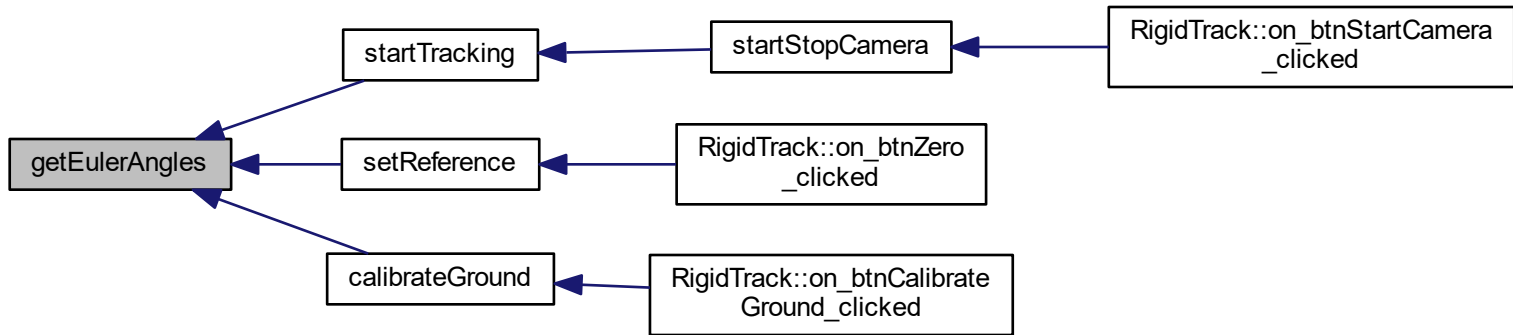 getEulerAngles
startTracking
startStopCamera
RigidTrack::on_btnStartCamera
_clicked
setReference
RigidTrack::on_btnZero
_clicked
calibrateGround
RigidTrack::on_btnCalibrate
Ground_clicked